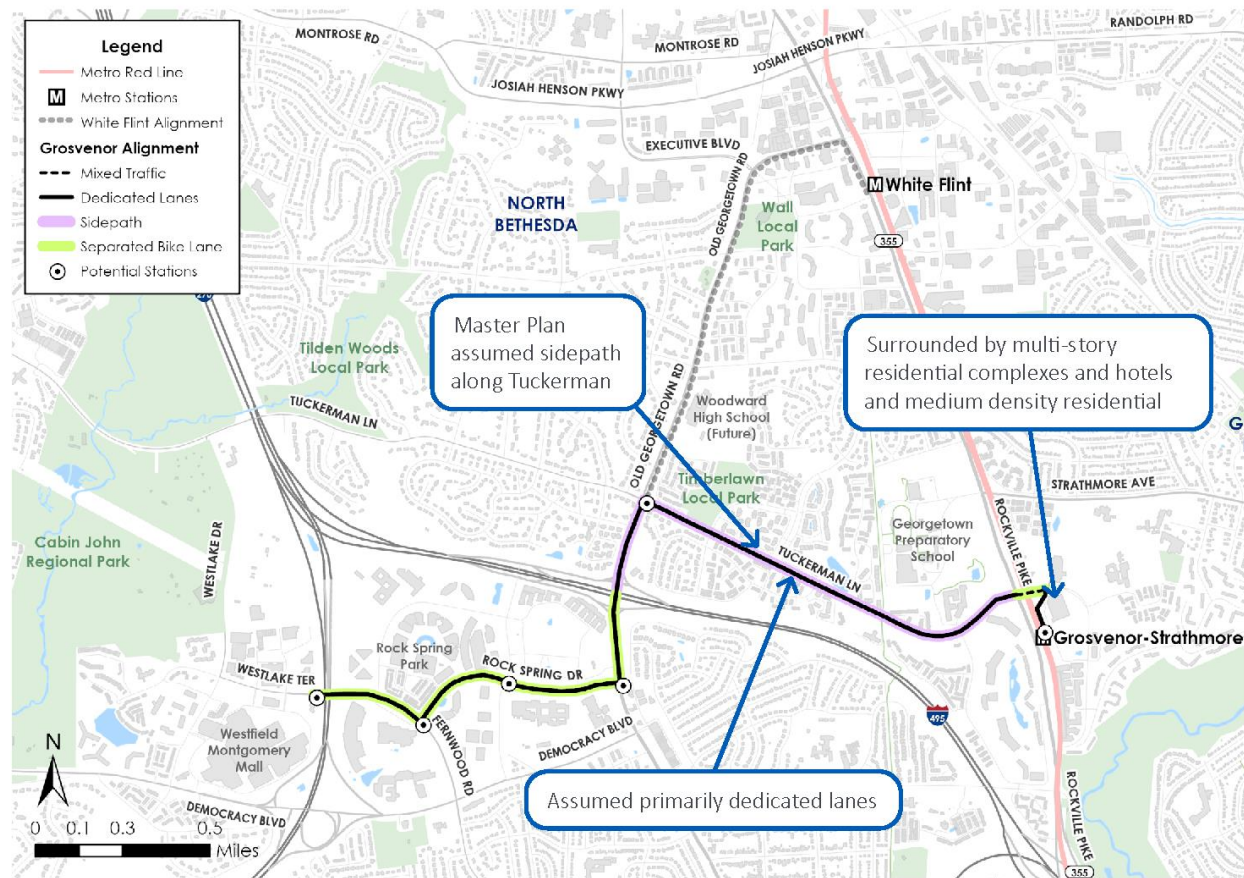 Legend
Metro Red Line
M Metro Stations
White Flint Alignment
Grosvenor Alignment
Mixed Traffic
Dedicated Lanes
Sidepath
Separated Bike Lane
Potential Stations
MONTROSE RD
MONTROSE RD
RANDOLPH RD
JOSIAH HENSON PKWY
JOSIAH HENSON PKWY
EXECUTIVE BLVD
OLD GEORGETOWN RD
M White Flint
NORTH
BETHESDA
Wall
Local
Park
355
270
Master Plan
assumed sidepath
along Tuckerman
Surrounded by multi-story
residential complexes and hotels
and medium density residential
Tilden Woods
Local Park
TUCKERMAN LN
OLD GEORGETOWN RD
Woodward
High School
(Future)
G
Timberlawn
Local Park
STRATHMORE AVE
Cabin John
Regional Park
WESTLAKE DR
TUCKERMAN LN
Georgetown
Preparatory
School
ROCKVILLE PIKE
M Grosvenor-Strathmore
Rock Spring
Park
ROCK SPRING DR
WESTLAKE TER
FERNWOOD RD
DEMOCRACY BLVD
495
Westfield
Montgomery
Mall
N
Assumed primarily dedicated lanes
DEMOCRACY BLVD
ROCKVILLE PIKE
0 0.1 0.3 0.5
Miles
355